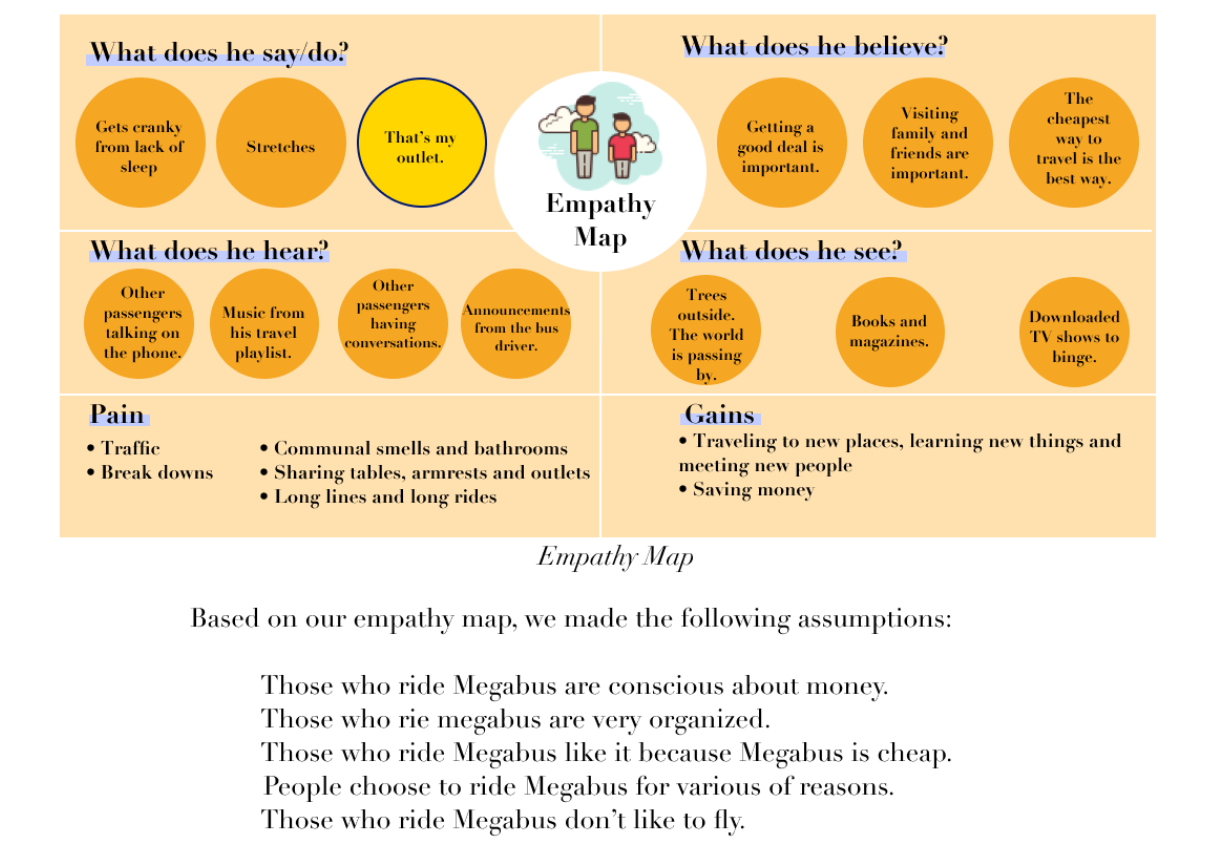 What does he say/do?
Gets cranky
from lack of
sleep
Stretches
That's my
outlet.
Empathy
Map
What does he believe?
Getting a
good deal is
important.
Visiting
family and
friends are
important.
The
cheapest
way to
travel is the
best way.
What does he hear?
Other
passengers
talking on
the phone.
Music from
his travel
playlist.
Other
passengers
having
conversations.
Announcements
from the bus
driver.
What does he see?
Trees
outside.
The world
is passing
by.
Books and
magazines.
Downloaded
TV shows to
binge.
Pain
• Traffic
• Break downs
• Communal smells and bathrooms
• Sharing tables, armrests and outlets
• Long lines and long rides
Gains
• Traveling to new places, learning new things and
meeting new people
• Saving money
Empathy Map
Based on our empathy map, we made the following assumptions:
Those who ride Megabus are conscious about money.
Those who rie megabus are very organized.
Those who ride Megabus like it because Megabus is cheap.
People choose to ride Megabus for various of reasons.
Those who ride Megabus don't like to fly.